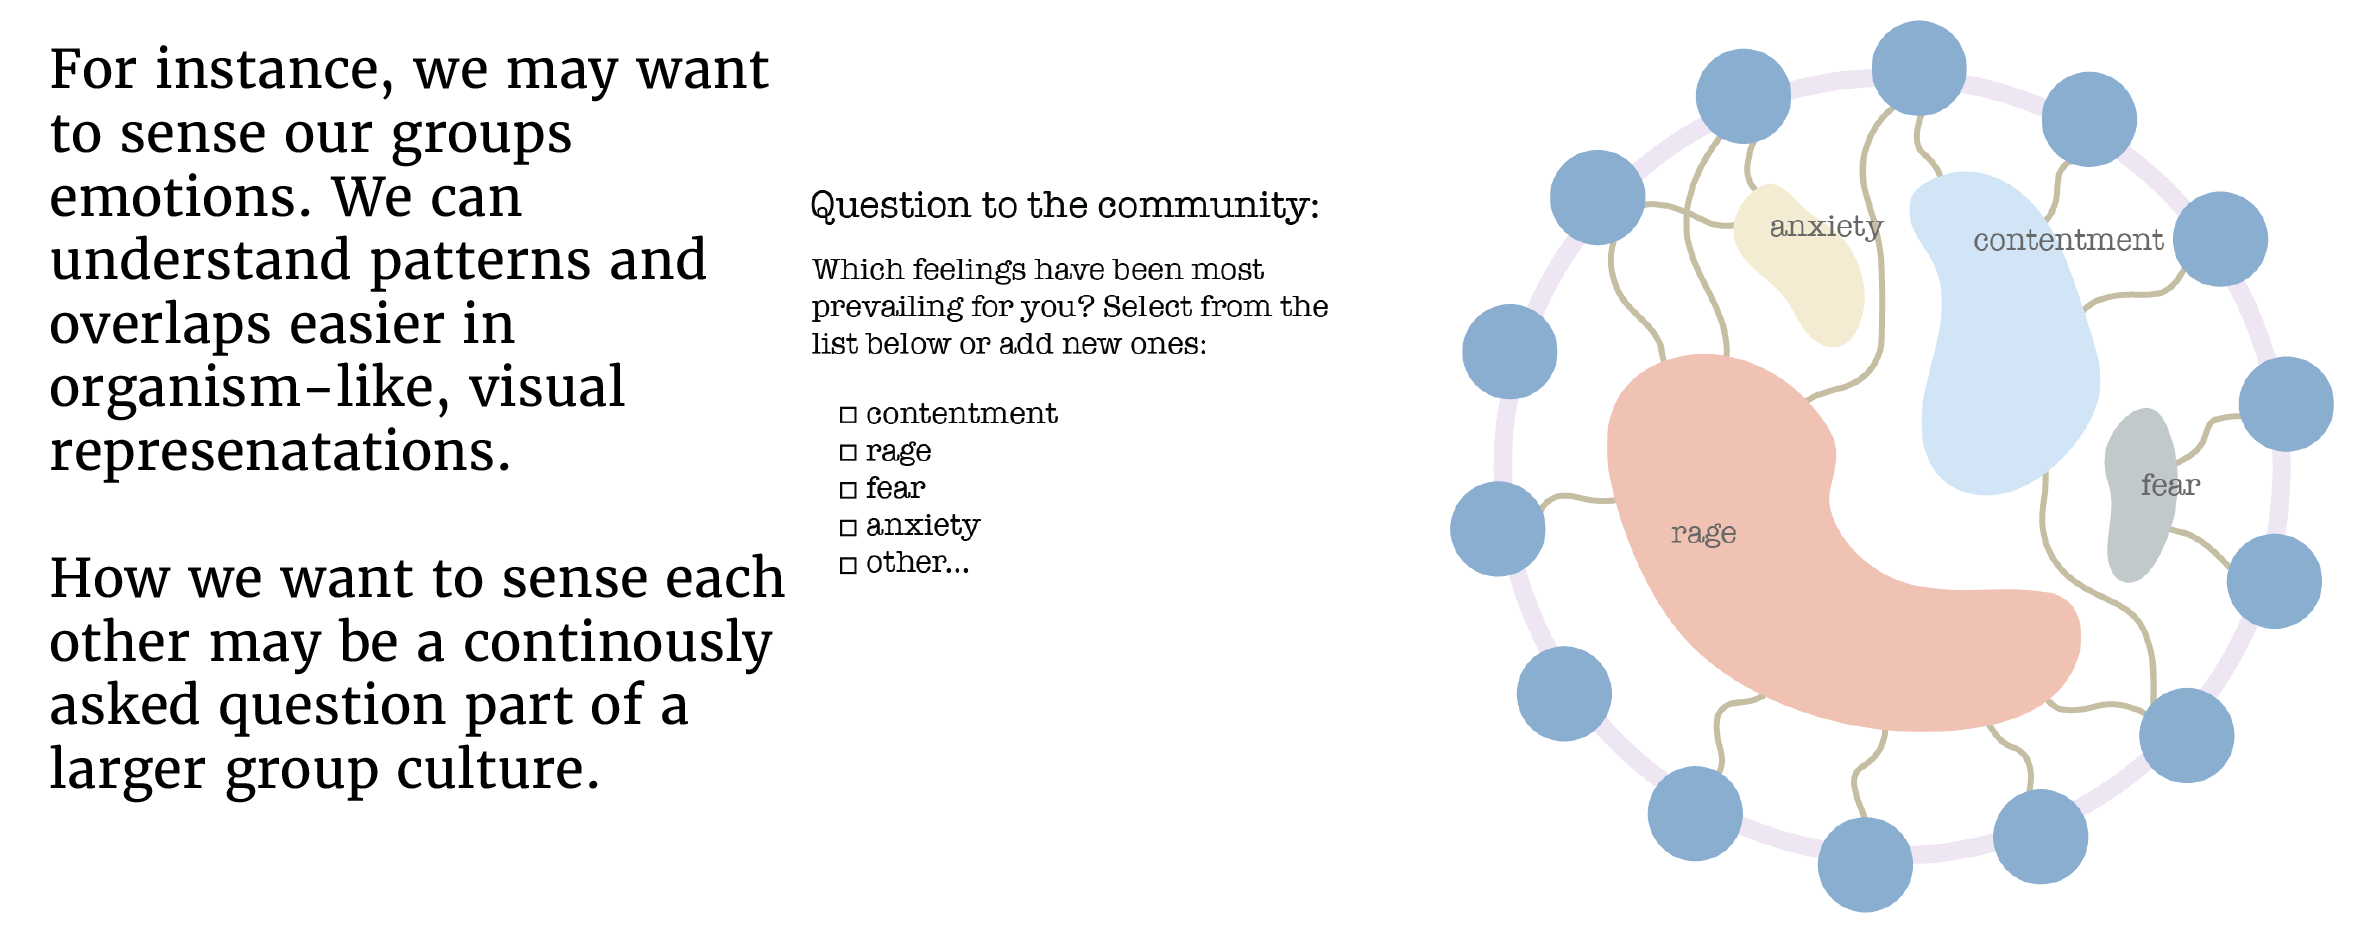 For instance, we may want
to sense our groups
emotions. We can
understand patterns and
overlaps easier in
organism-like, visual
represenatations.
How we want to sense each
other may be a continously
asked question part of a
larger group culture.
Question to the community:
Which feelings have been most
prevailing for you? Select from the
list below or add new ones:
contentment
rage
fear
anxiety
other...
anxiety
contentment
fear
rage